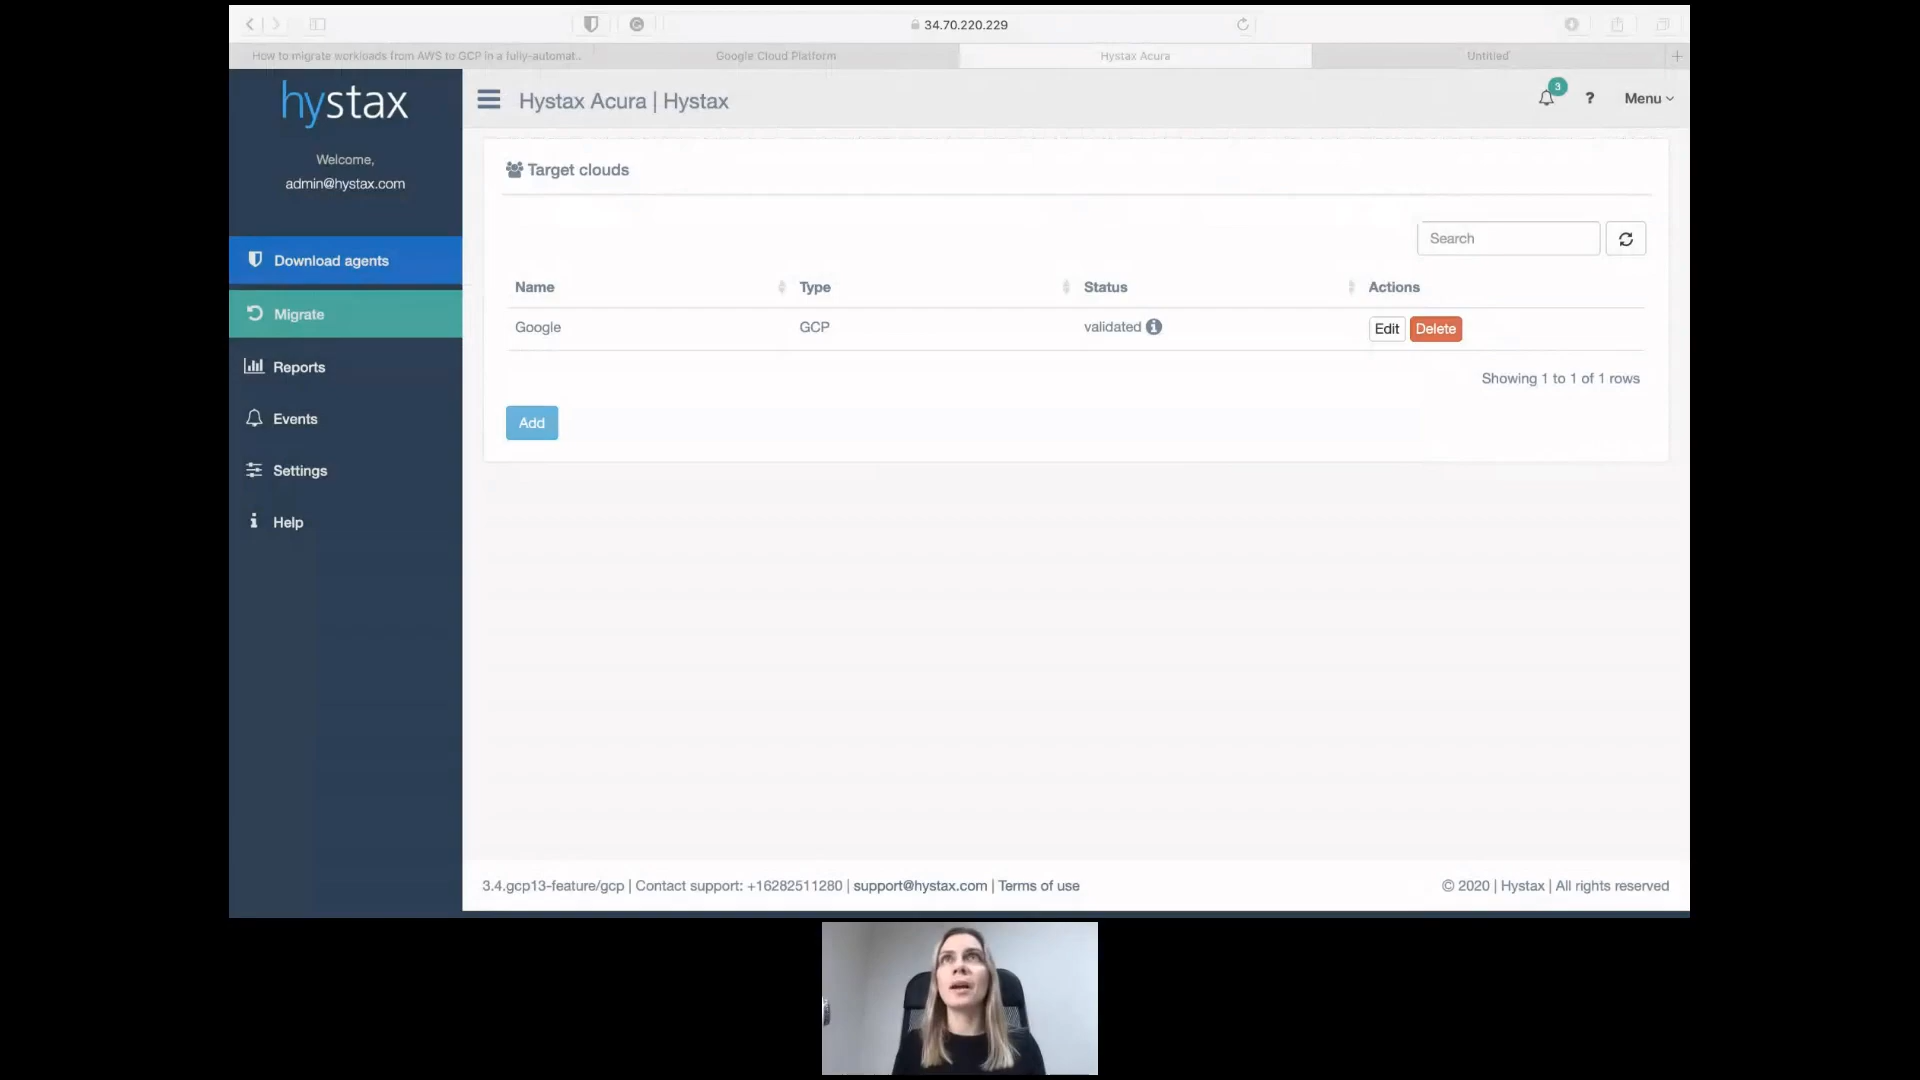 34.70.220.229
How to migrate workloads from AWS to GCP in a fully-automat..
Google Cloud Platform
Hystax Acura
Untitled
hystax
Welcome,
admin@hystax.com
Download agents
Migrate
Reports
Events
Settings
Help
Hystax Acura | Hystax
3
?
Menu
Target clouds
Search
Name Type Status Actions
Google GCP validated Edit Delete
Showing 1 to 1 of 1 rows
Add
3.4.gcp13-feature/gcp | Contact support: +16282511280 | support@hystax.com | Terms of use
© 2020 | Hystax | All rights reserved